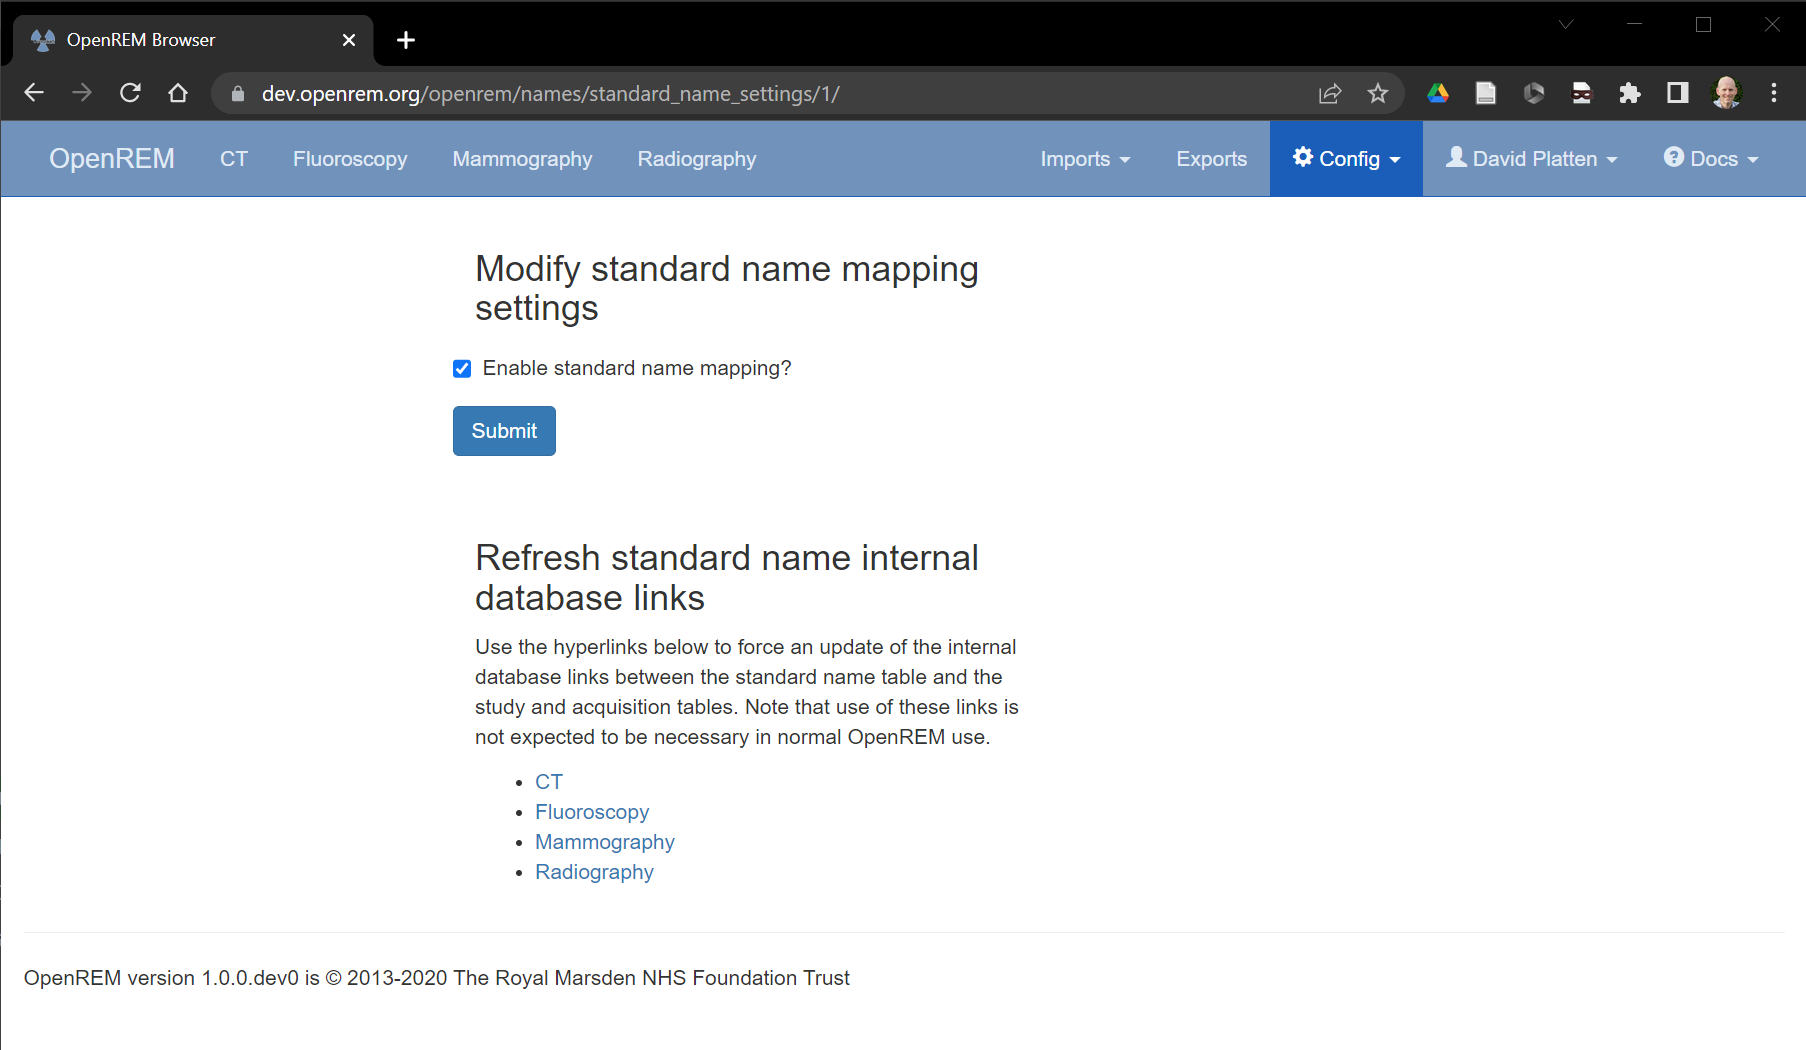 OpenREM Browser
dev.openrem.org/openrem/names/standard_name_settings/1/
OpenREM CT Fluoroscopy Mammography Radiography Imports Exports Config David Platten Docs
Modify standard name mapping
settings
Enable standard name mapping?
Submit
Refresh standard name internal
database links
Use the hyperlinks below to force an update of the internal
database links between the standard name table and the
study and acquisition tables. Note that use of these links is
not expected to be necessary in normal OpenREM use.
• CT
• Fluoroscopy
• Mammography
• Radiography
OpenREM version 1.0.0.dev0 is © 2013-2020 The Royal Marsden NHS Foundation Trust